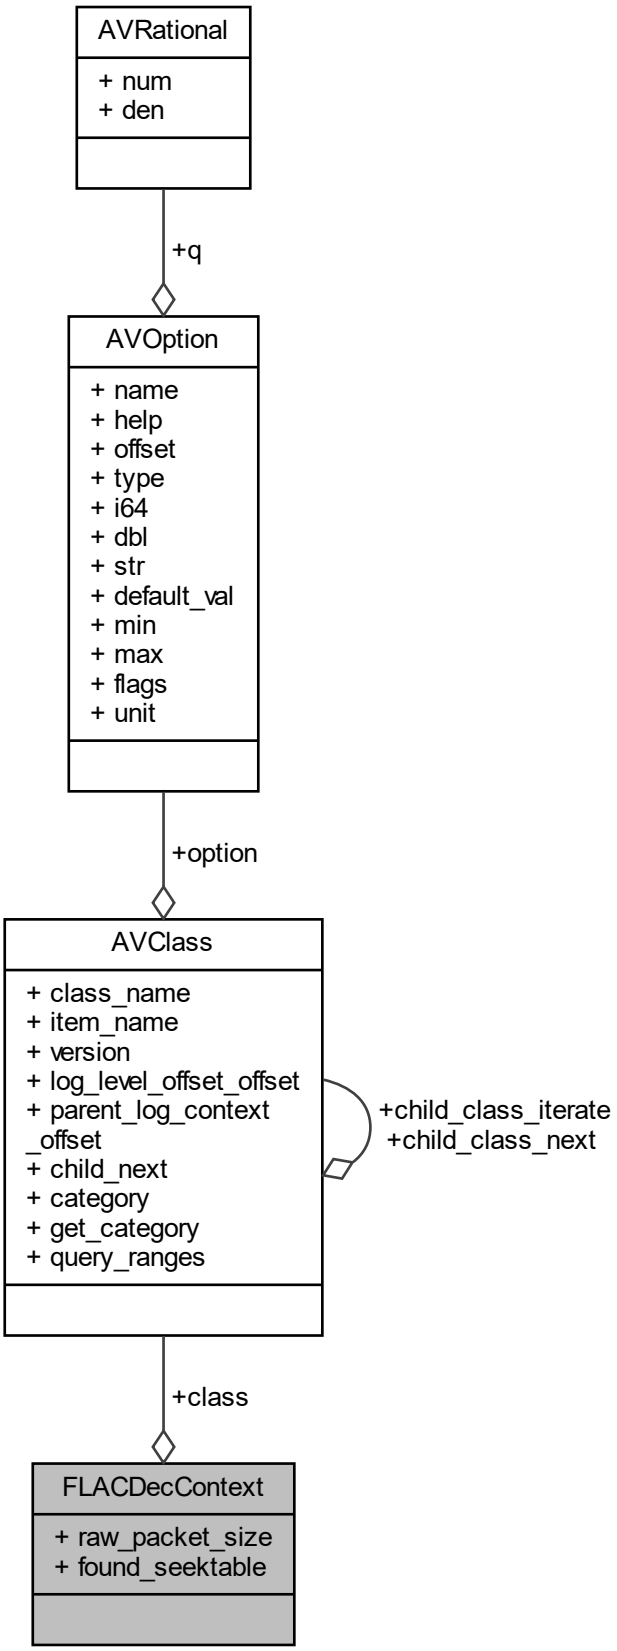 AVRational
+ num
+ den
+q
AVOption
+ name
+ help
+ offset
+ type
+ i64
+ dbl
+ str
+ default_val
+ min
+ max
+ flags
+ unit
+option
AVClass
+ class_name
+ item_name
+ version
+ log_level_offset_offset
+ parent_log_context
_offset
+ child_next
+ category
+ get_category
+ query_ranges
+child_class_iterate
+child_class_next
+class
FLACDecContext
+ raw_packet_size
+ found_seektable